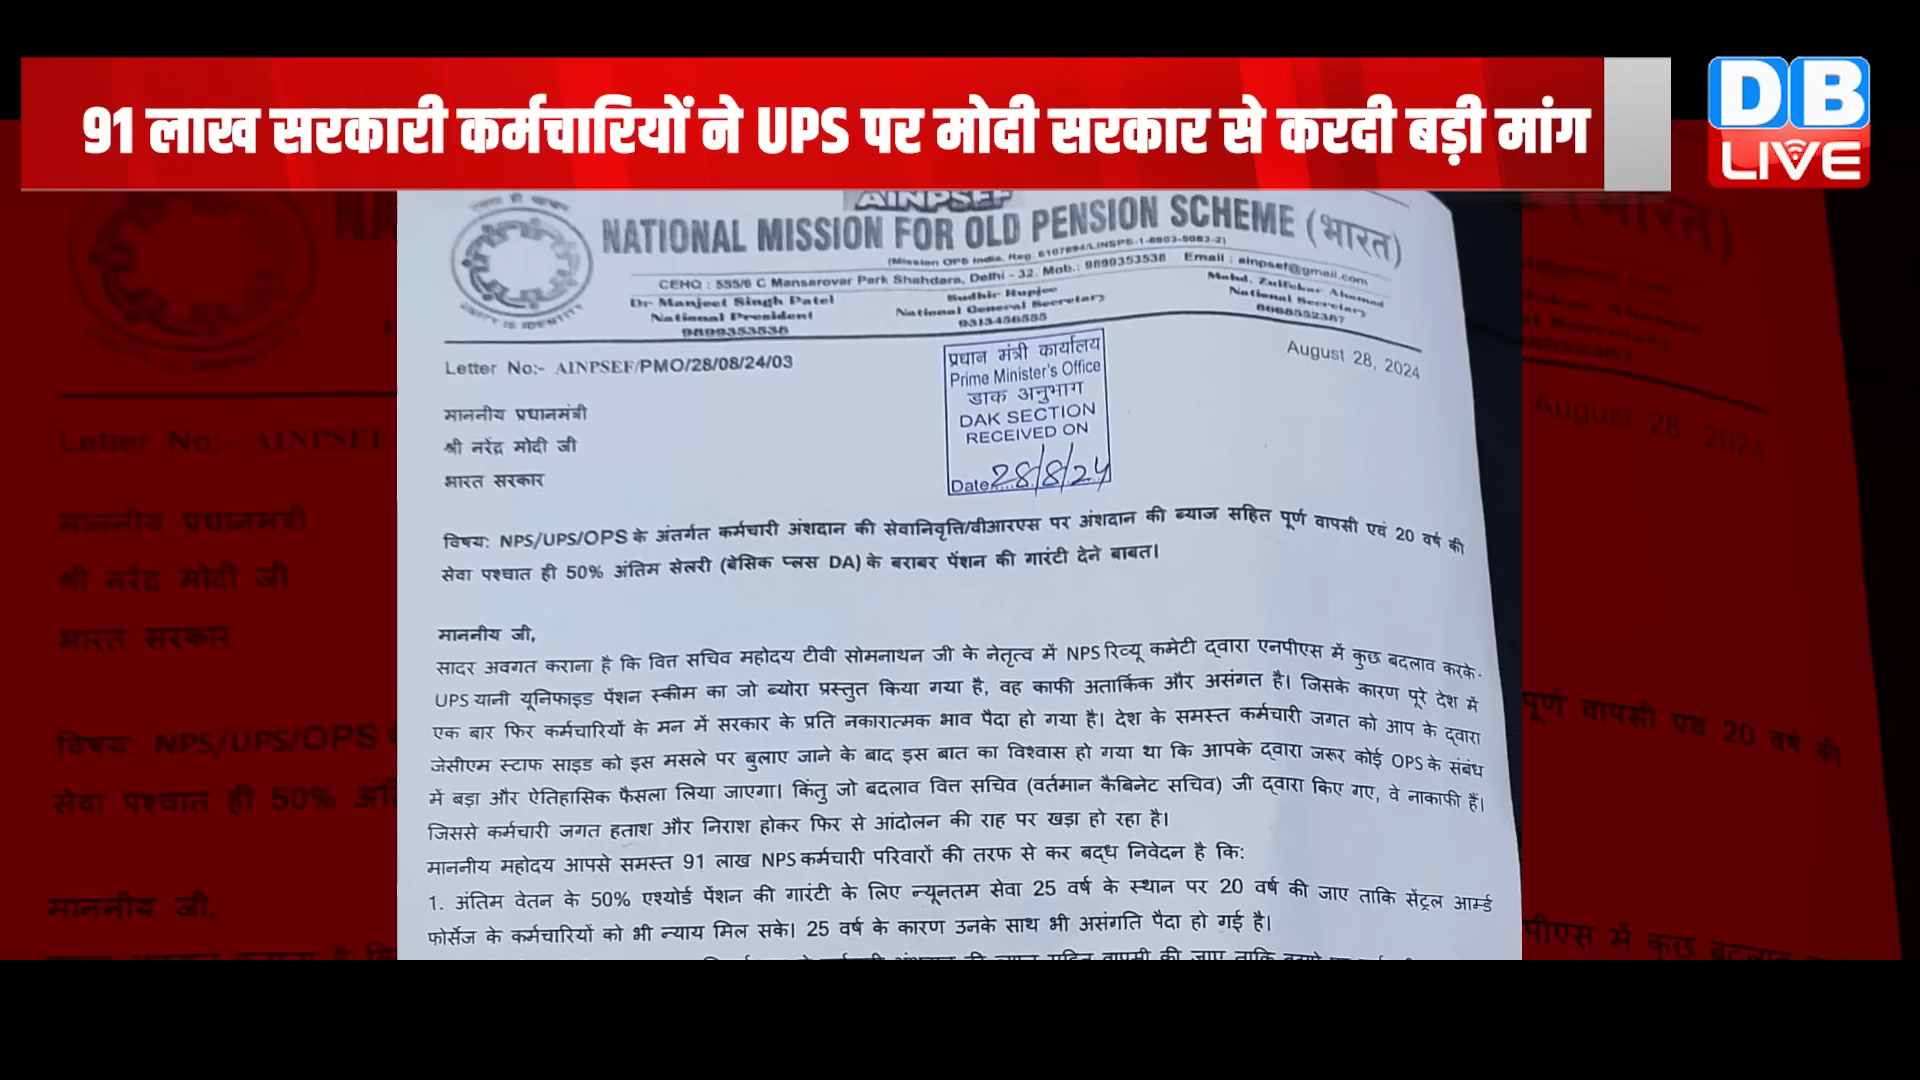 91 लाख सरकारी कर्मचारियों ने UPS पर मोदी सरकार से करदी बड़ी मांग
DB
LIVE
AINPSEF
NATIONAL MISSION FOR OLD PENSION SCHEME (भारत)
CEHQ : 555/6 C Mansarovar Park Shahdara, Delhi - 32. Mob.: 9899353538 Email : ainpsef@gmail.com
Dr Manjeet Singh Patel
National President
9899353538
Sudhir Rupjee
National General Secretary
9313456555
Mohd. Zulfekar Ahamad
National Secretary
Letter No:- AINPSEF/PMO/28/08/24/03
August 28, 2024
प्रधान मंत्री कार्यालय
Prime Minister's Office
डाक अनुभाग
DAK SECTION
RECEIVED ON
Date 28/8/24
माननीय प्रधानमंत्री
श्री नरेंद्र मोदी जी
भारत सरकार
विषय: NPS/UPS/OPS के अंतर्गत कर्मचारी अंशदान की सेवानिवृत्ति/वीआरएस पर अंशदान की ब्याज सहित पूर्ण वापसी एवं 20 वर्ष की
सेवा पश्चात ही 50% अंतिम सेलरी (बेसिक प्लस DA) के बराबर पेंशन की गारंटी देने बाबत।
माननीय जी,
सादर अवगत कराना है कि वित्त सचिव महोदय टीवी सोमनाथन जी के नेतृत्व में NPS रिव्यू कमेटी द्वारा एनपीएस में कुछ बदलाव करके-
UPS यानी यूनिफाइड पेंशन स्कीम का जो ब्योरा प्रस्तुत किया गया है, वह काफी अतार्किक और असंगत है। जिसके कारण पूरे देश में
एक बार फिर कर्मचारियों के मन में सरकार के प्रति नकारात्मक भाव पैदा हो गया है। देश के समस्त कर्मचारी जगत को आप के द्वारा
जेसीएम स्टाफ साइड को इस मसले पर बुलाए जाने के बाद इस बात का विश्वास हो गया था कि आपके द्वारा जरूर कोई OPS के संबंध
में बड़ा और ऐतिहासिक फैसला लिया जाएगा। किंतु जो बदलाव वित्त सचिव (वर्तमान कैबिनेट सचिव) जी द्वारा किए गए, वे नाकाफी हैं।
जिससे कर्मचारी जगत हताश और निराश होकर फिर से आंदोलन की राह पर खड़ा हो रहा है।
माननीय महोदय आपसे समस्त 91 लाख NPS कर्मचारी परिवारों की तरफ से कर बद्ध निवेदन है कि:
1. अंतिम वेतन के 50% एश्योर्ड पेंशन की गारंटी के लिए न्यूनतम सेवा 25 वर्ष के स्थान पर 20 वर्ष की जाए ताकि सेंट्रल आर्म्ड
फोर्सेज के कर्मचारियों को भी न्याय मिल सके। 25 वर्ष के कारण उनके साथ भी असंगति पैदा हो गई है।